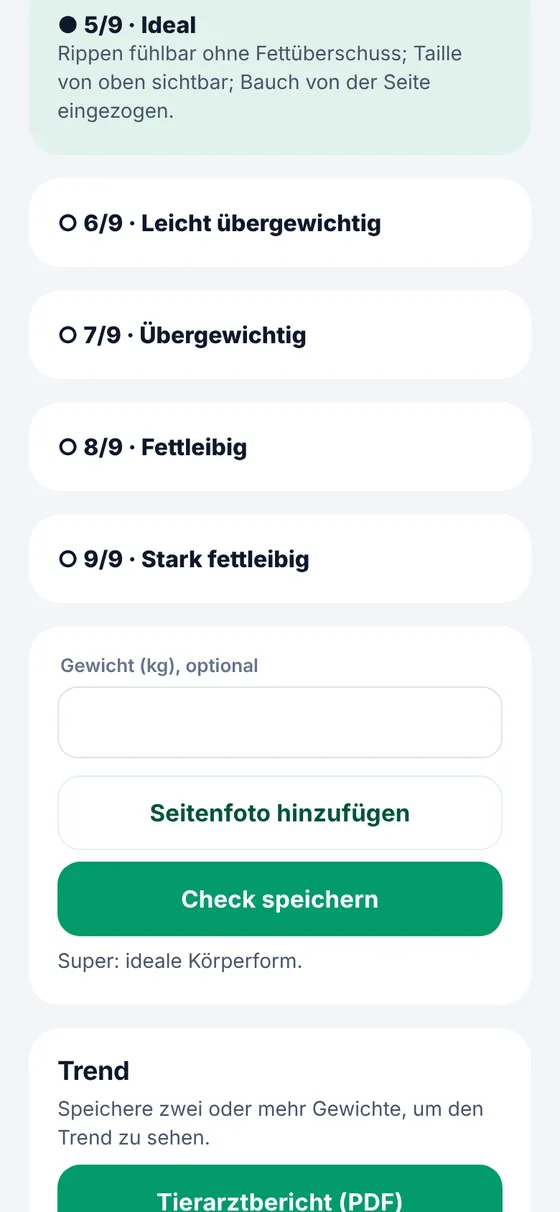 ● 5/9 · Ideal
Rippen fühlbar ohne Fettüberschuss; Taille
von oben sichtbar; Bauch von der Seite
eingezogen.
○ 6/9 · Leicht übergewichtig
○ 7/9 · Übergewichtig
○ 8/9 · Fettleibig
○ 9/9 · Stark fettleibig
Gewicht (kg), optional
Seitenfoto hinzufügen
Check speichern
Super: ideale Körperform.
Trend
Speichere zwei oder mehr Gewichte, um den
Trend zu sehen.
Tierarztbericht (PDF)